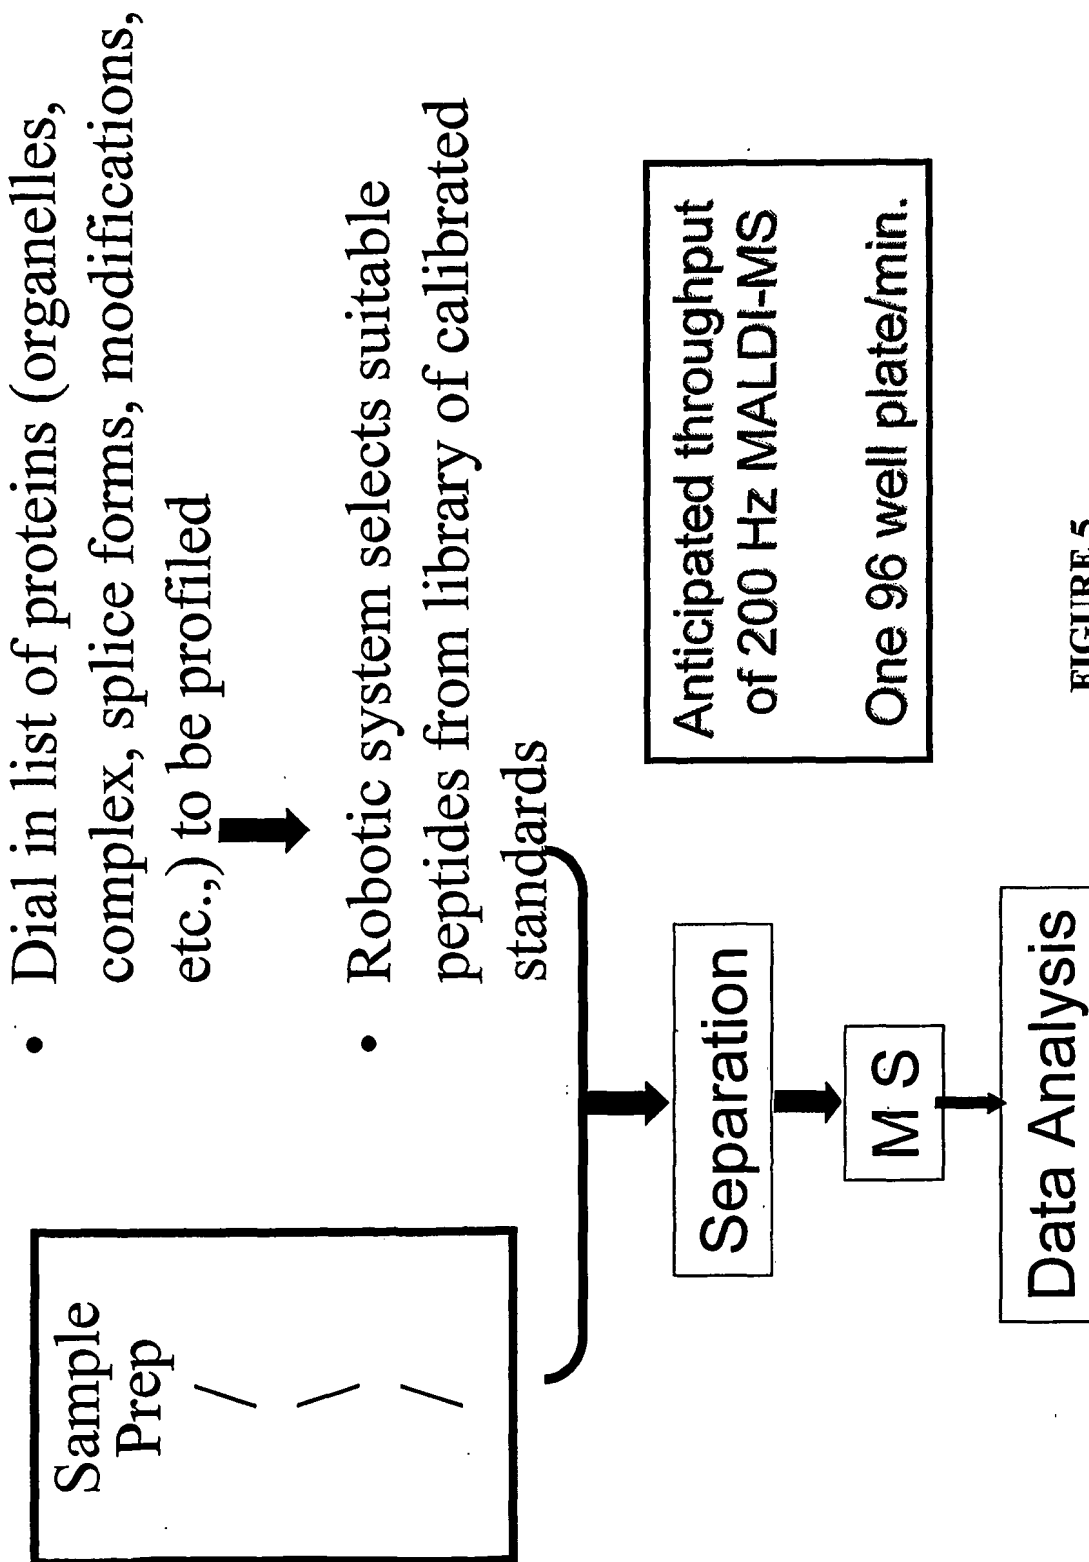 • Dial in list of proteins (organelles,
complex, splice forms, modifications,
etc.,) to be profiled
• Robotic system selects suitable
peptides from library of calibrated
standards
Sample
Prep
Separation
M S
Data Analysis
Anticipated throughput
of 200 Hz MALDI-MS
One 96 well plate/min.
FIGURE 5